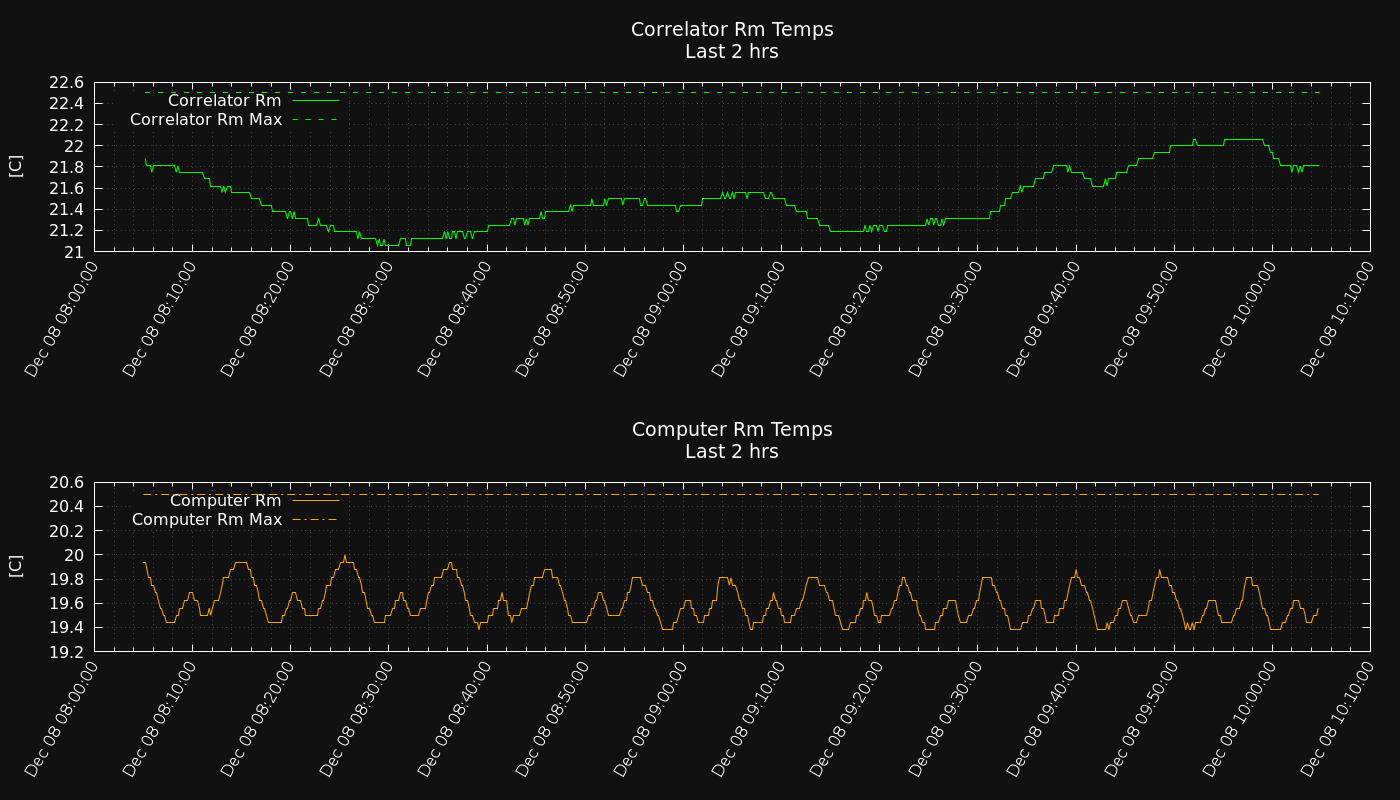 Correlator Rm Temps
Last 2 hrs
22.6
22.4
22.2
22
21.8
21.6
21.4
21.2
21
[C]
Correlator Rm
Correlator Rm Max
Dec 08 08:00:00
Dec 08 08:10:00
Dec 08 08:20:00
Dec 08 08:30:00
Dec 08 08:40:00
Dec 08 08:50:00
Dec 08 09:00:00
Dec 08 09:10:00
Dec 08 09:20:00
Dec 08 09:30:00
Dec 08 09:40:00
Dec 08 09:50:00
Dec 08 10:00:00
Dec 08 10:10:00
Computer Rm Temps
Last 2 hrs
20.6
20.4
20.2
20
19.8
19.6
19.4
19.2
[C]
Computer Rm
Computer Rm Max
Dec 08 08:00:00
Dec 08 08:10:00
Dec 08 08:20:00
Dec 08 08:30:00
Dec 08 08:40:00
Dec 08 08:50:00
Dec 08 09:00:00
Dec 08 09:10:00
Dec 08 09:20:00
Dec 08 09:30:00
Dec 08 09:40:00
Dec 08 09:50:00
Dec 08 10:00:00
Dec 08 10:10:00